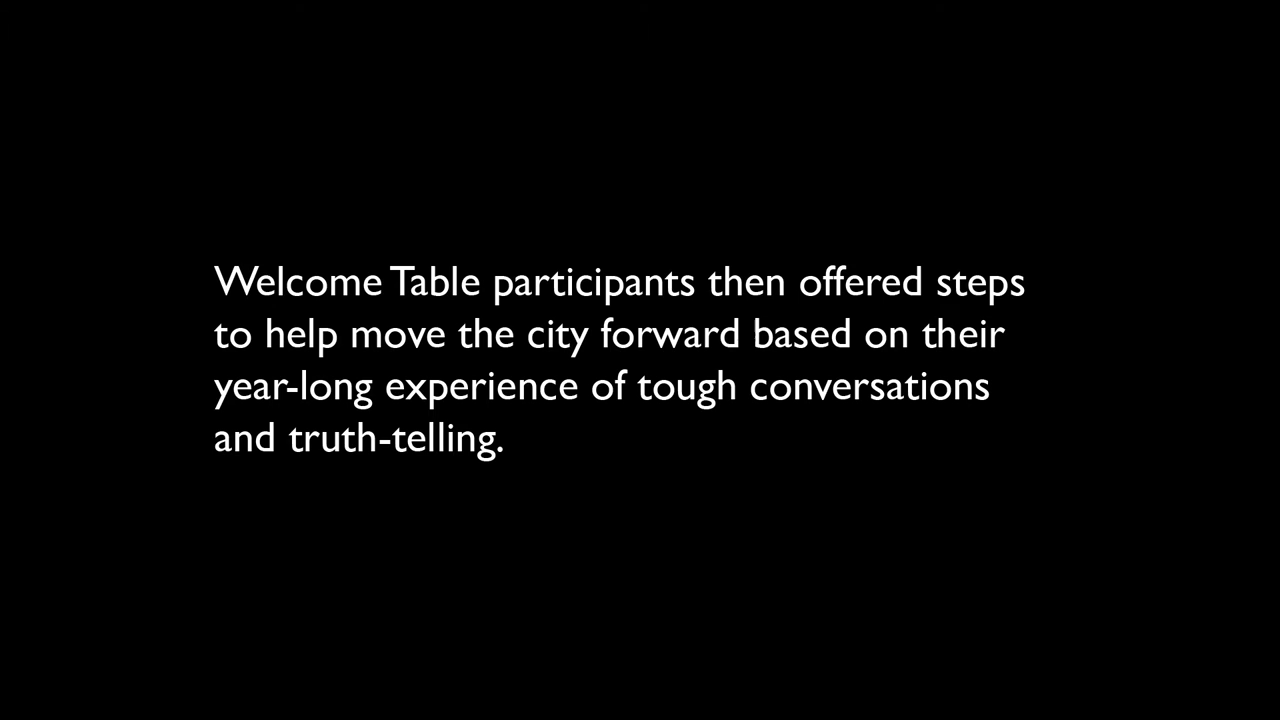 Welcome Table participants then offered steps
to help move the city forward based on their
year-long experience of tough conversations
and truth-telling.